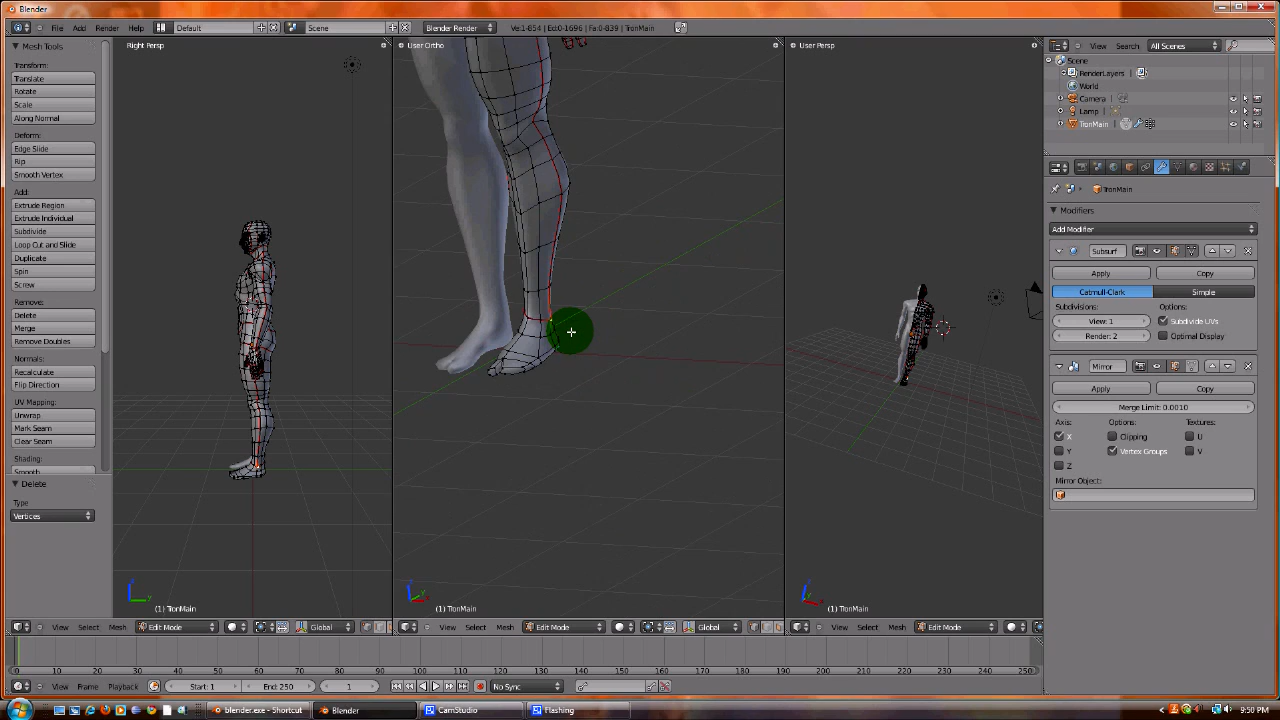 Blender
File Add Render Help Default Scene Blender Render Ve:1-854 | Ed:0-1696 | Fa:0-839 | TronMain
Mesh Tools
Transform:
Translate
Rotate
Scale
Along Normal
Deform:
Edge Slide
Rip
Smooth Vertex
Add:
Extrude Region
Extrude Individual
Subdivide
Loop Cut and Slide
Duplicate
Spin
Screw
Remove:
Delete
Merge
Remove Doubles
Normals:
Recalculate
Flip Direction
UV Mapping:
Unwrap
Mark Seam
Clear Seam
Shading:
Smooth
Delete
Type
Vertices
Right Persp
(1) TronMain
View Select Mesh Edit Mode Global
User Ortho
(1) TronMain
View Select Mesh Edit Mode Global
User Persp
(1) TronMain
View Select Mesh Edit Mode
View Search All Scenes
Scene
RenderLayers
World
Camera
Lamp
TronMain
TronMain
Modifiers
Add Modifier
Subsurf
Apply Copy
Catmull-Clark Simple
Subdivisions: Options:
View: 1 Subdivide UVs
Render: 2 Optimal Display
Mirror
Apply Copy
Merge Limit: 0.0010
Axis: Options: Textures:
X Clipping U
Y Vertex Groups V
Z
Mirror Object:
0 10 20 30 40 50 60 70 80 90 100 110 120 130 140 150 160 170 180 190 200 210 220 230 240 250
View Frame Playback Start: 1 End: 250 1 No Sync
blender.exe - Shortcut Blender CamStudio Flashing 9:50 PM